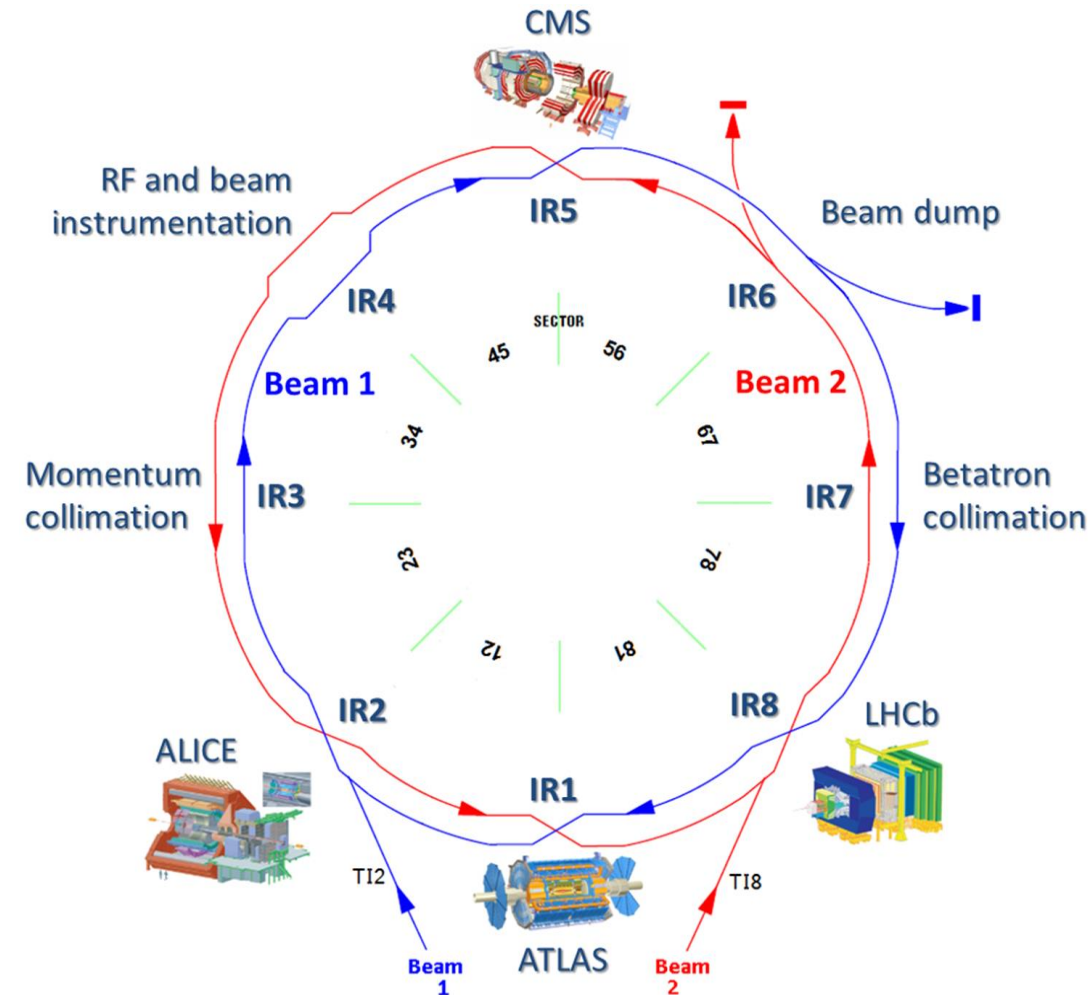 CMS
RF and beam
instrumentation
IR5
Beam dump
IR4
IR6
SECTOR
45
56
Beam 1
Beam 2
34
67
Momentum
collimation
IR3
IR7
Betatron
collimation
23
78
12
81
IR2
IR8
LHCb
ALICE
IR1
TI2
TI8
ATLAS
Beam
1
Beam
2